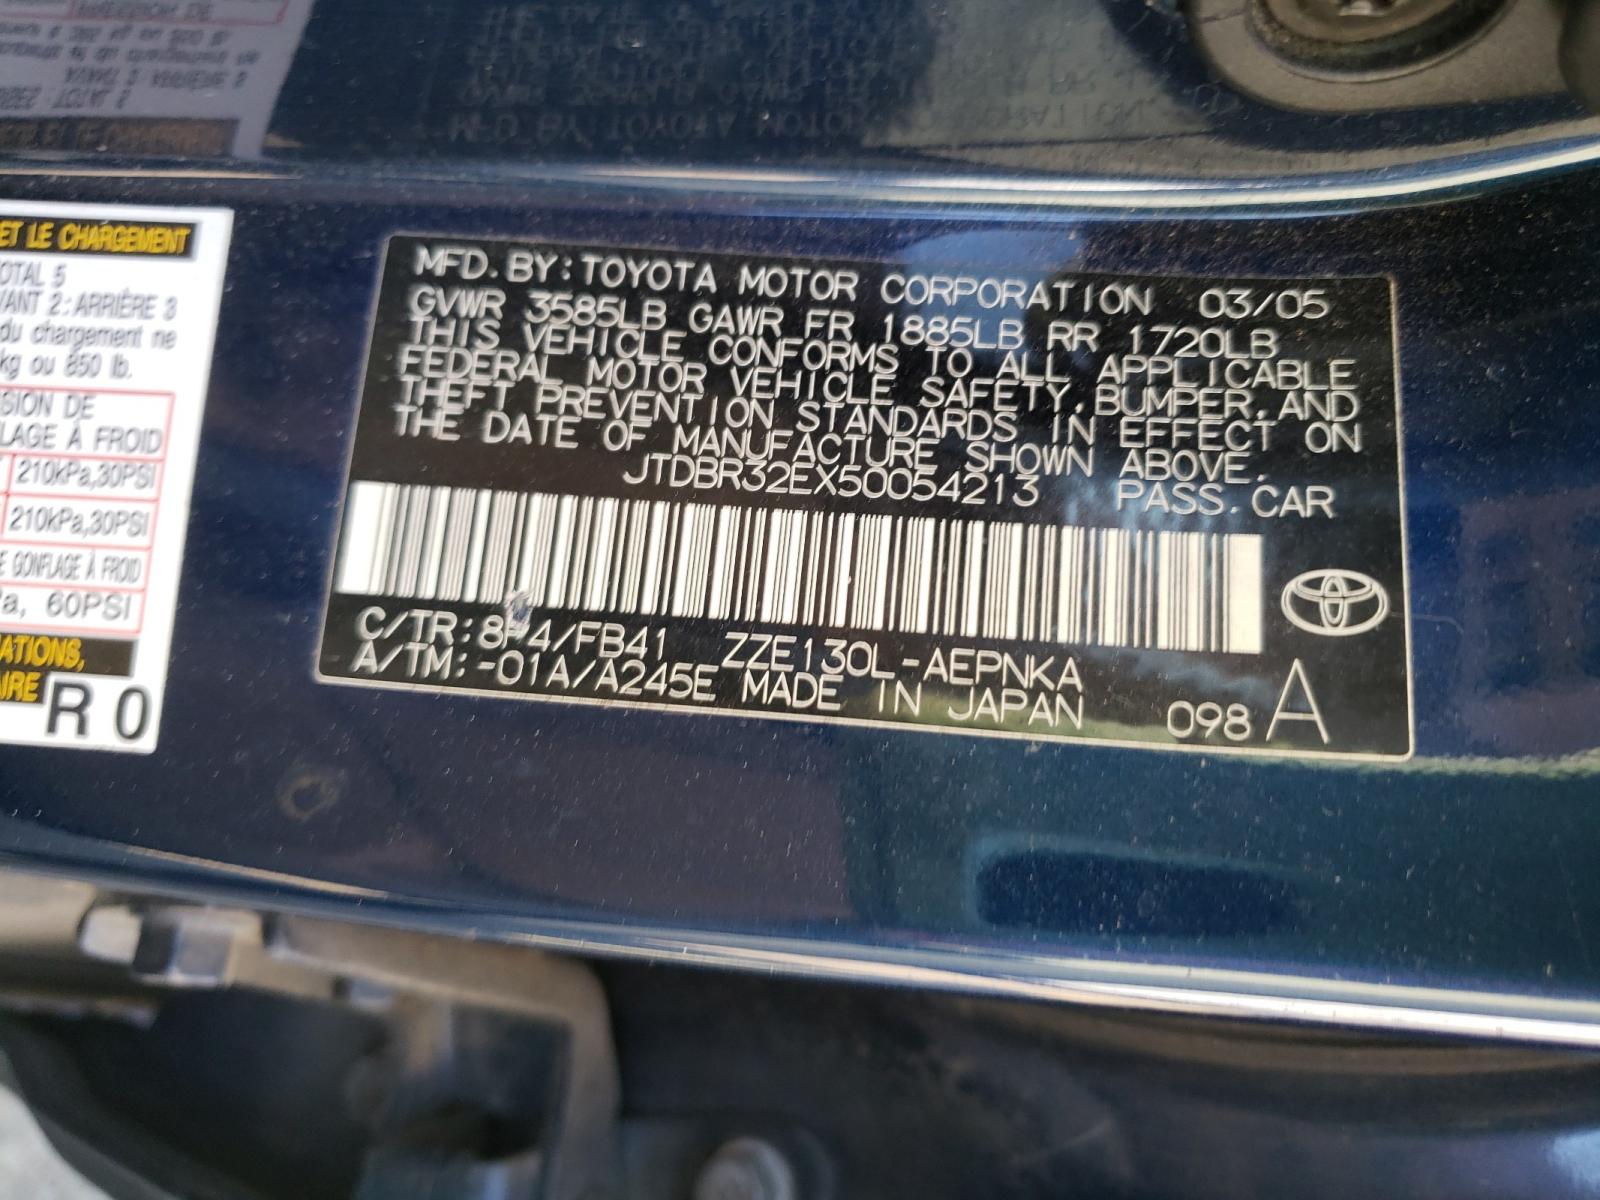 ET LE CHARGEMENT
TOTAL 5
AVANT 2: ARRIÈRE 3
du chargement ne
kg ou 850 lb.
SION DE
LAGE À FROID
210kPa,30PSI
210kPa,30PSI
E GONFLAGE À FROID
60PSI
R 0
MFD. BY: TOYOTA MOTOR CORPORATION 03/05
GVWR 3585LB GAWR FR 1885LB RR 1720LB
THIS VEHICLE CONFORMS TO ALL APPLICABLE
FEDERAL MOTOR VEHICLE SAFETY, BUMPER, AND
THEFT PREVENTION STANDARDS IN EFFECT ON
THE DATE OF MANUFACTURE SHOWN ABOVE.
JTDBR32EX50054213 PASS. CAR
C/TR: /FB41 ZZE130L-AEPNKA
A/TM:-01A/A245E MADE IN JAPAN 098 A